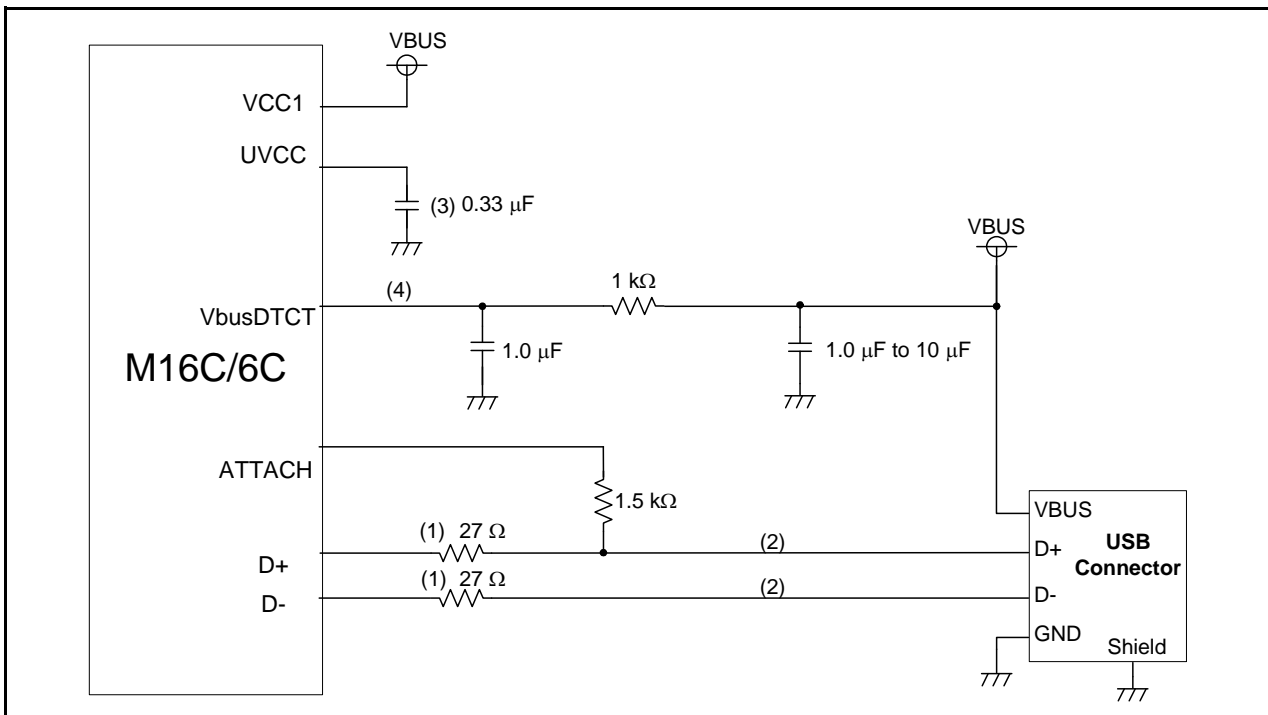 VBUS
VCC1
UVCC
(3) 0.33 μF
VBUS
(4)
1 kΩ
VbusDTCT
1.0 μF
1.0 μF to 10 μF
M16C/6C
ATTACH
1.5 kΩ
VBUS
(1) 27 Ω
(2)
D+
USB
Connector
D+
(1) 27 Ω
(2)
D-
D-
GND
Shield